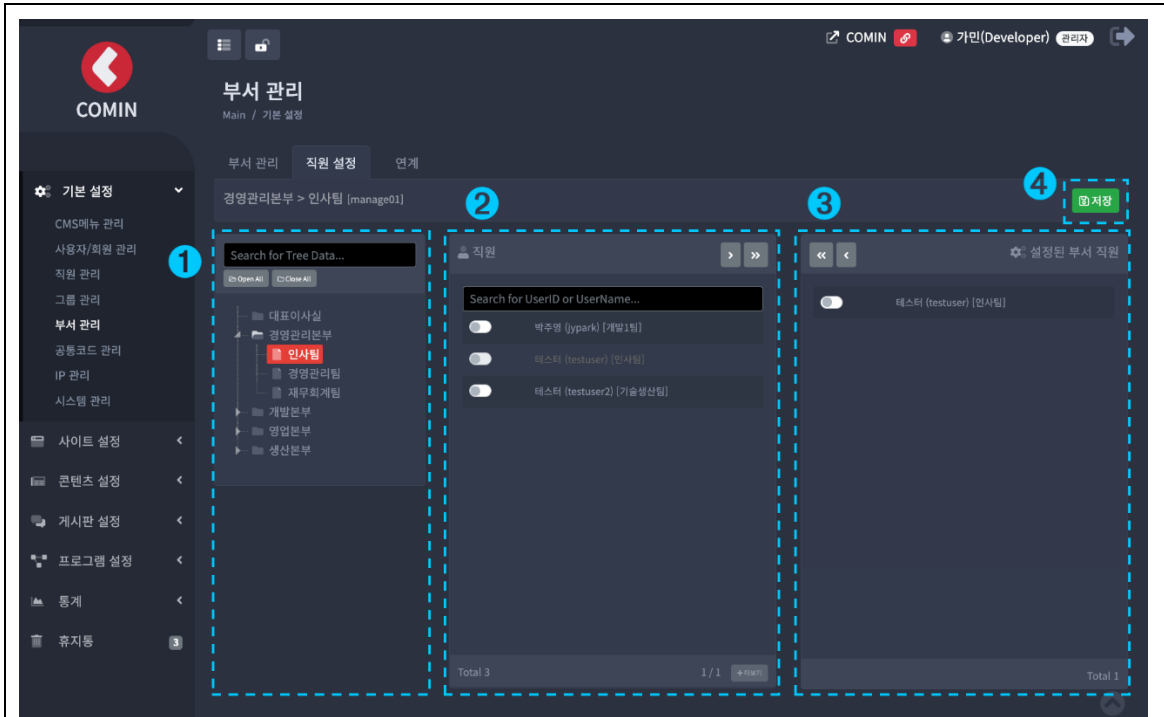 COMIN
가민(Developer) 관리자
COMIN
부서 관리
Main / 기본 설정
부서 관리
직원 설정
연계
경영관리본부 > 인사팀 [manage01]
4
저장
기본 설정
CMS메뉴 관리
사용자/회원 관리
직원 관리
그룹 관리
부서 관리
공통코드 관리
IP 관리
시스템 관리
사이트 설정
콘텐츠 설정
게시판 설정
프로그램 설정
통계
휴지통
3
1
Search for Tree Data...
Open All
Close All
대표이사실
경영관리본부
인사팀
경영관리팀
재무회계팀
개발본부
영업본부
생산본부
2
직원
Search for UserID or UserName...
박주영 (jypark) [개발1팀]
테스터 (testuser) [인사팀]
테스터 (testuser2) [기술생산팀]
Total 3
1 / 1
+더보기
3
설정된 부서 직원
테스터 (testuser) [인사팀]
Total 1